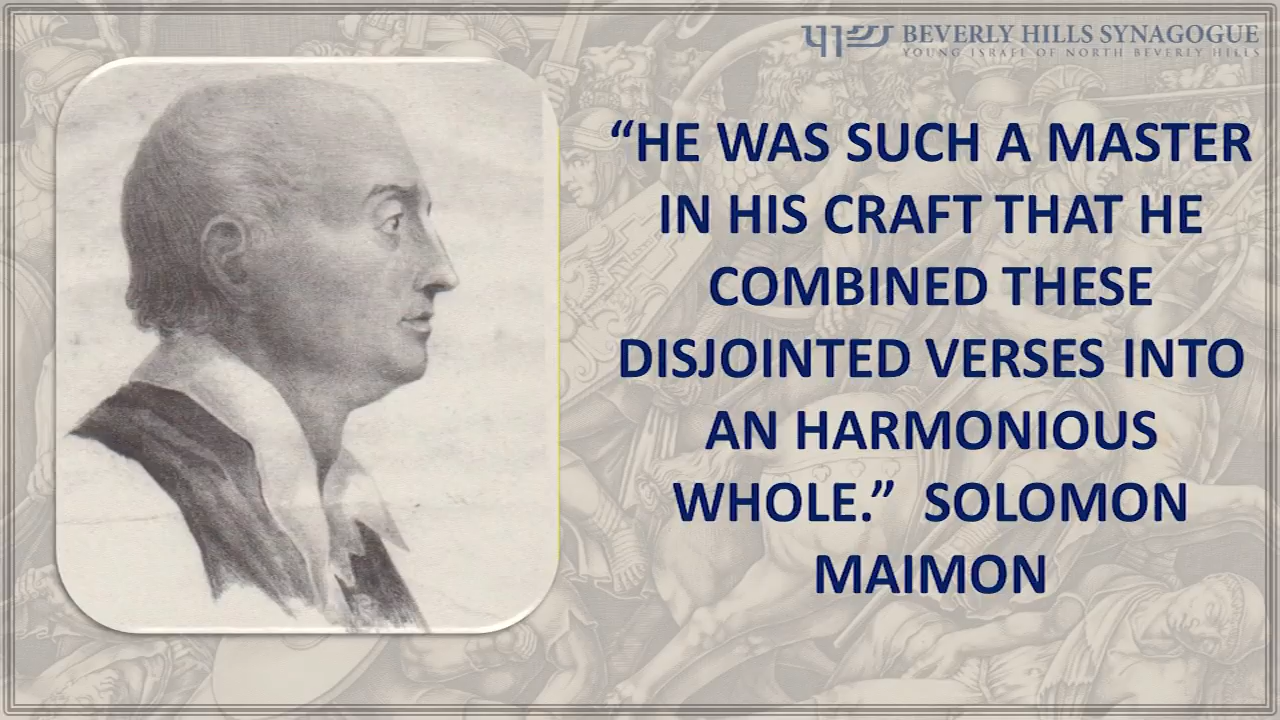 BEVERLY HILLS SYNAGOGUE
YOUNG ISRAEL OF NORTH BEVERLY HILLS
“HE WAS SUCH A MASTER
IN HIS CRAFT THAT HE
COMBINED THESE
DISJOINTED VERSES INTO
AN HARMONIOUS
WHOLE.” SOLOMON
MAIMON